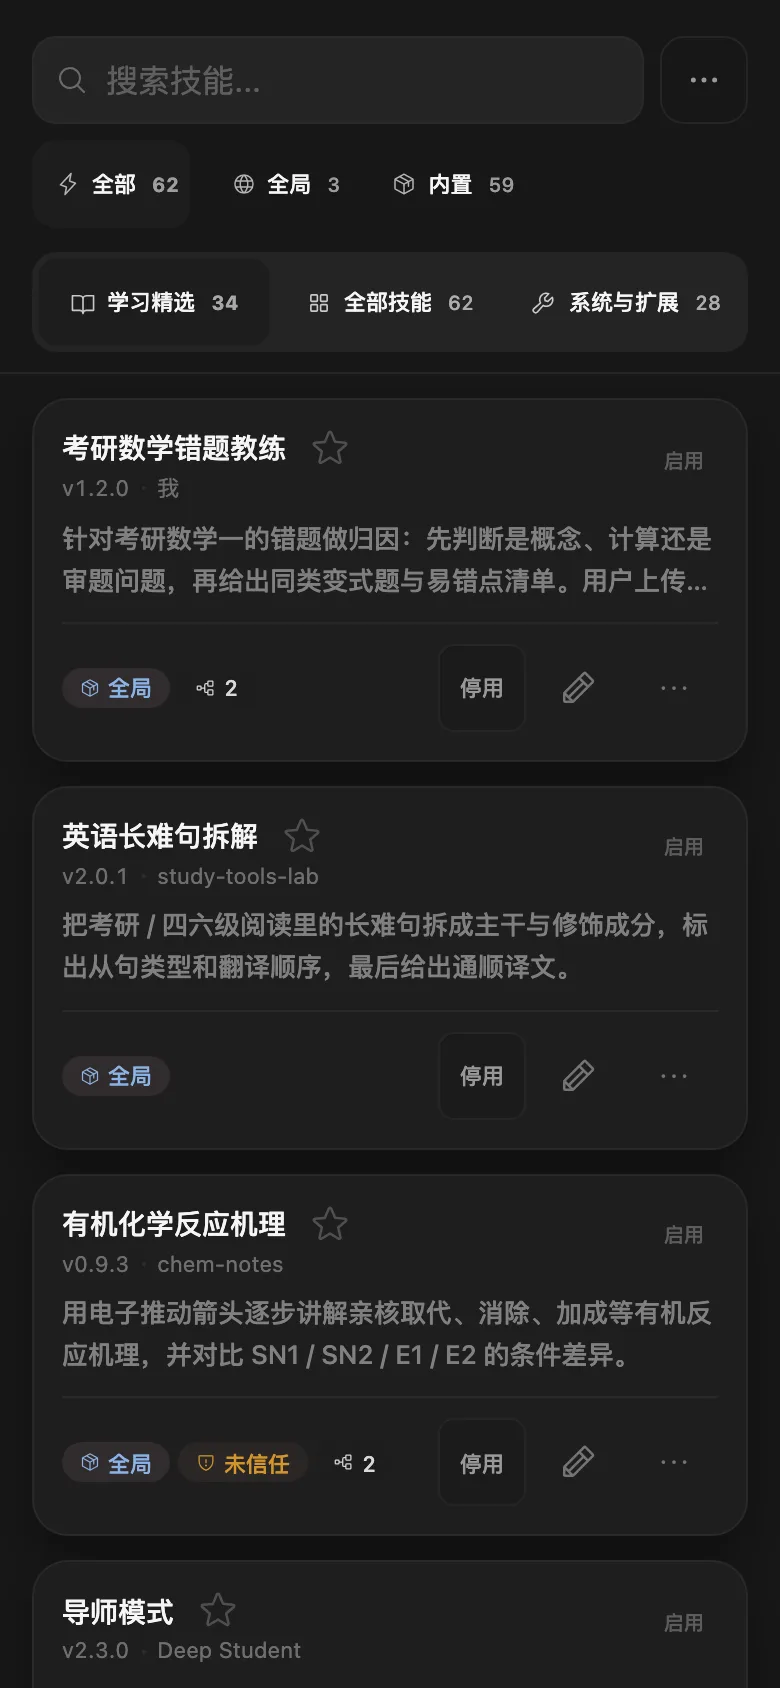 搜索技能...
全部 62 全局 3 内置 59
学习精选 34 全部技能 62 系统与扩展 28
考研数学错题教练
启用
v1.2.0 · 我
针对考研数学一的错题做归因：先判断是概念、计算还是
审题问题，再给出同类变式题与易错点清单。用户上传...
全局 2 停用
英语长难句拆解
启用
v2.0.1 · study-tools-lab
把考研 / 四六级阅读里的长难句拆成主干与修饰成分，标
出从句类型和翻译顺序，最后给出通顺译文。
全局 停用
有机化学反应机理
启用
v0.9.3 · chem-notes
用电子推动箭头逐步讲解亲核取代、消除、加成等有机反
应机理，并对比 SN1 / SN2 / E1 / E2 的条件差异。
全局 未信任 2 停用
导师模式
启用
v2.3.0 · Deep Student